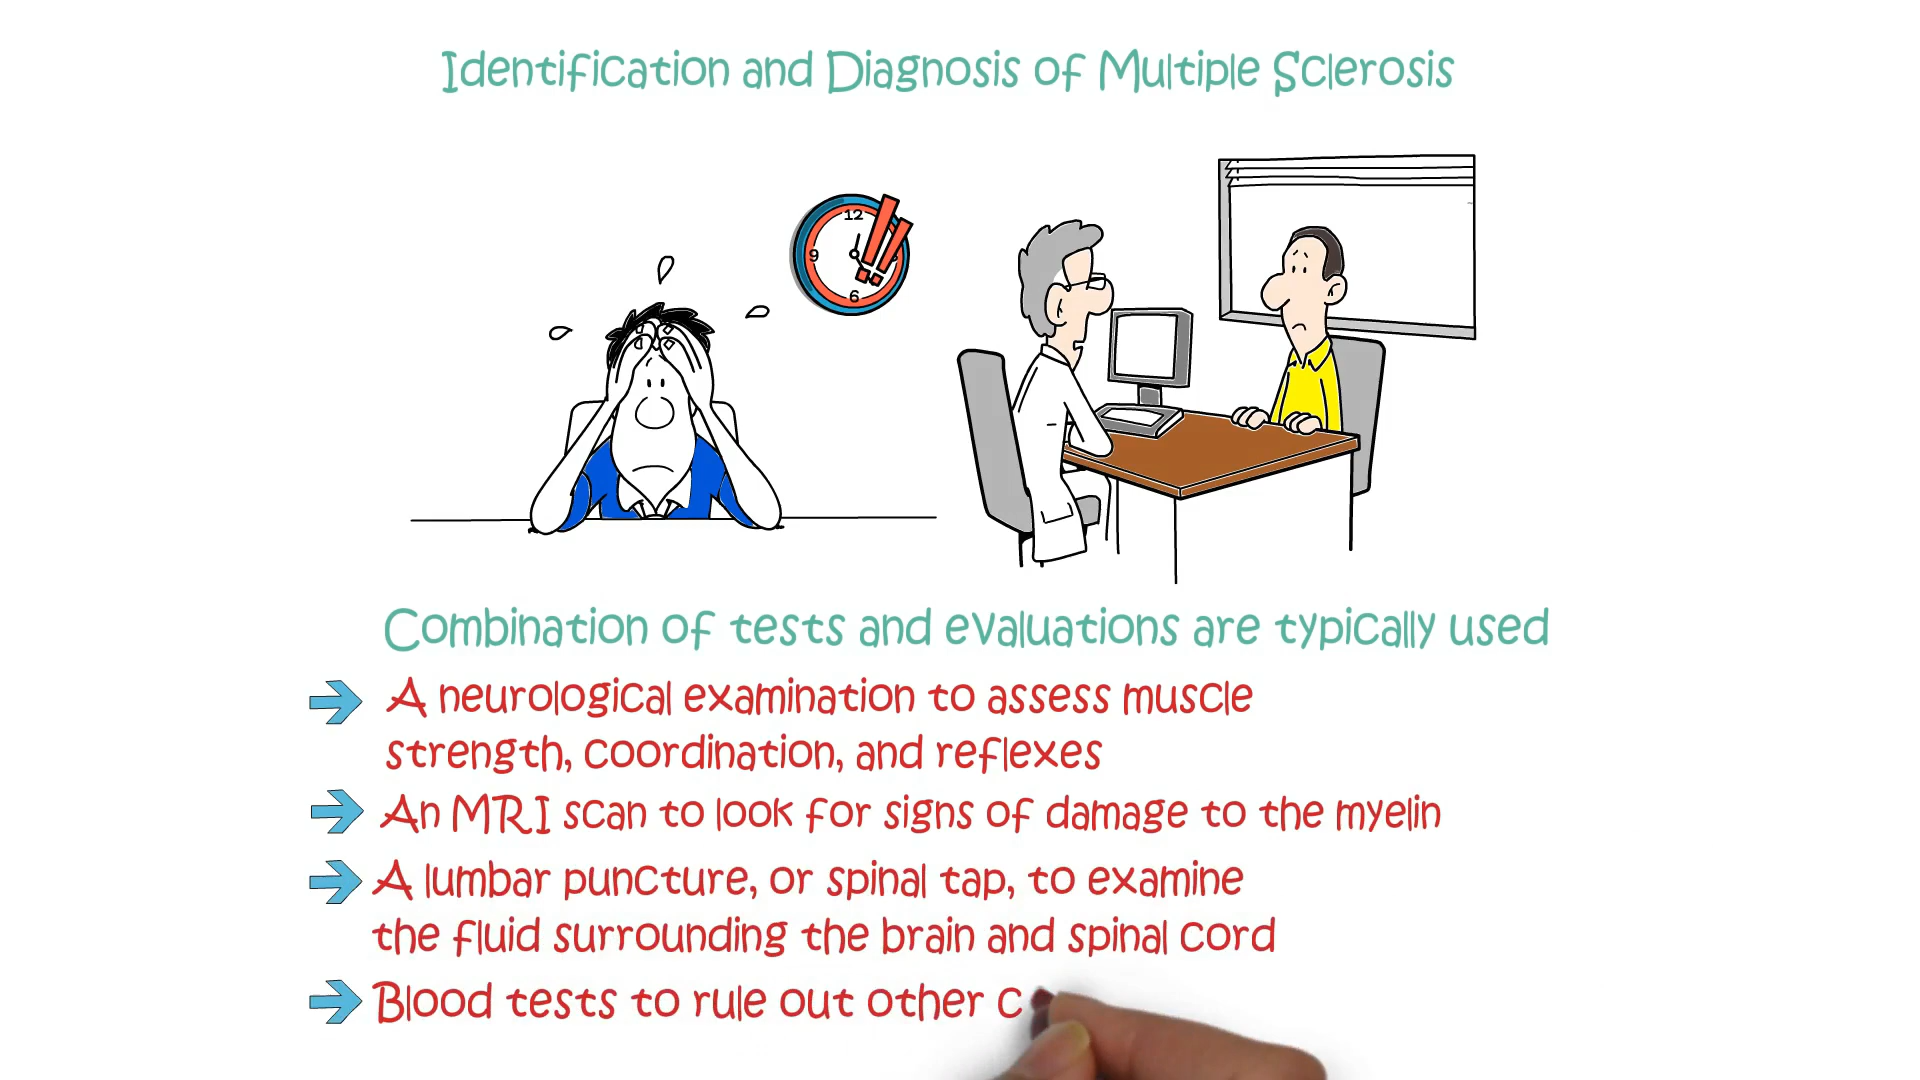 Identification and Diagnosis of Multiple Sclerosis
12
9
6
Combination of tests and evaluations are typically used
A neurological examination to assess muscle
strength, coordination, and reflexes
An MRI scan to look for signs of damage to the myelin
A lumbar puncture, or spinal tap, to examine
the fluid surrounding the brain and spinal cord
Blood tests to rule out other c